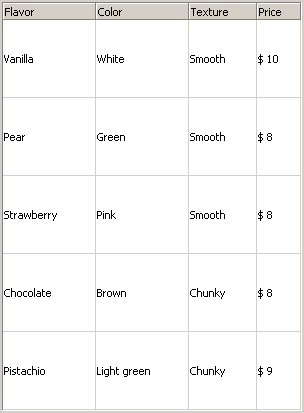 Flavor Color Texture Price
Vanilla White Smooth $ 10
Pear Green Smooth $ 8
Strawberry Pink Smooth $ 8
Chocolate Brown Chunky $ 8
Pistachio Light green Chunky $ 9